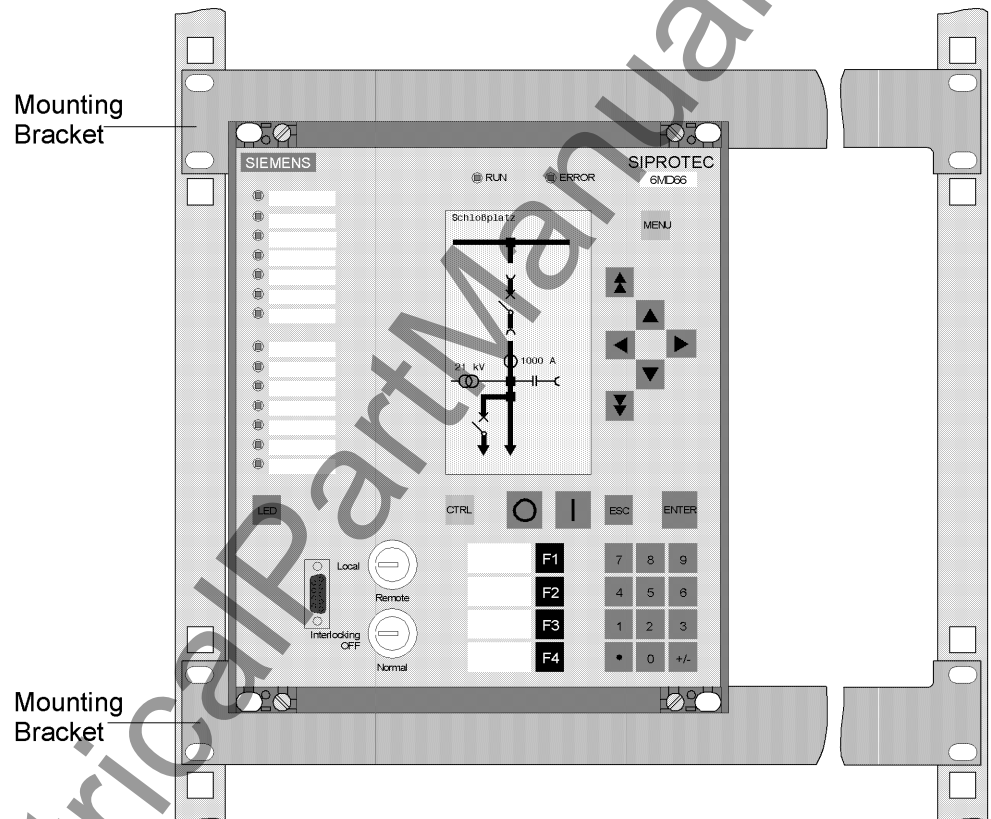 Mounting
Bracket
SIEMENS
RUN
ERROR
SIPROTEC
6MD66
MENU
Schloßplatz
1000 A
21 kV
LED
CTRL
O
I
ESC
ENTER
Local
Remote
Interlocking
OFF
Normal
F1
F2
F3
F4
7 8 9
4 5 6
1 2 3
• 0 +/-
Mounting
Bracket
ctricalPartManual